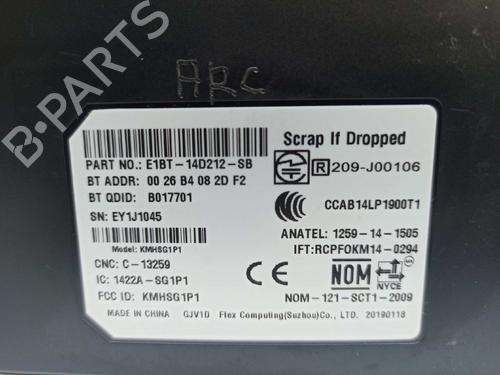 ARC
B-PARTS
Scrap If Dropped
PART NO.: E1BT-14D212-SB
R 209-J00106
BT ADDR: 00 26 B4 08 2D F2
BT QDID: B017701
CCAB14LP1900T1
SN: EY1J1045
ANATEL: 1259-14-1505
Model: KMHSG1P1
IFT:RCPFOKM14-0294
CNC: C-13259
IC: 1422A-SG1P1
CE
NOM
NYCE
FCC ID: KMHSG1P1
NOM-121-SCT1-2009
MADE IN CHINA GJV1D Flex Computing(Suzhou)Co., LTD. 20190118